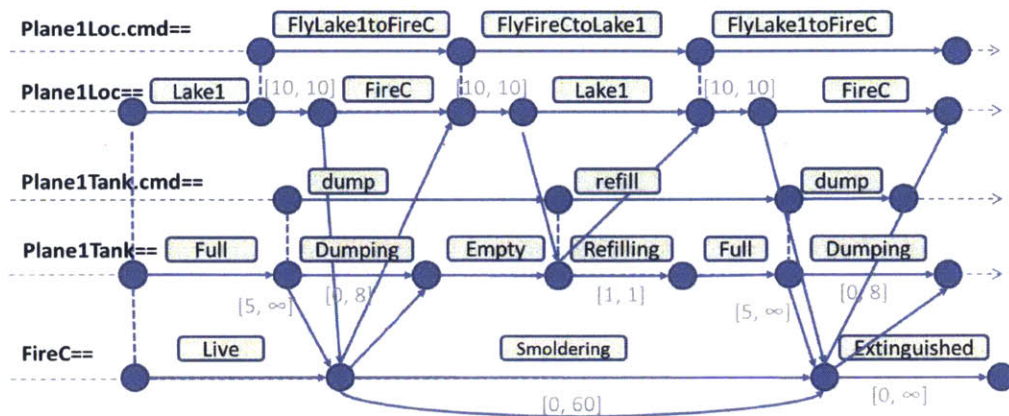 FlyLake1toFireC FlyFireCtoLake1 FlyLake1toFireC
Plane1Loc.cmd==
Plane1Loc== Lake1 [10, 10] FireC [10, 10] Lake1 [10, 10] FireC
Plane1Tank.cmd== dump refill dump
Plane1Tank== Full Dumping Empty Refilling Full Dumping
[5, ∞] [0, 8] [1, 1] [5, ∞] [0, 8]
FireC== Live Smoldering Extinguished
[0, 60] [0, ∞]